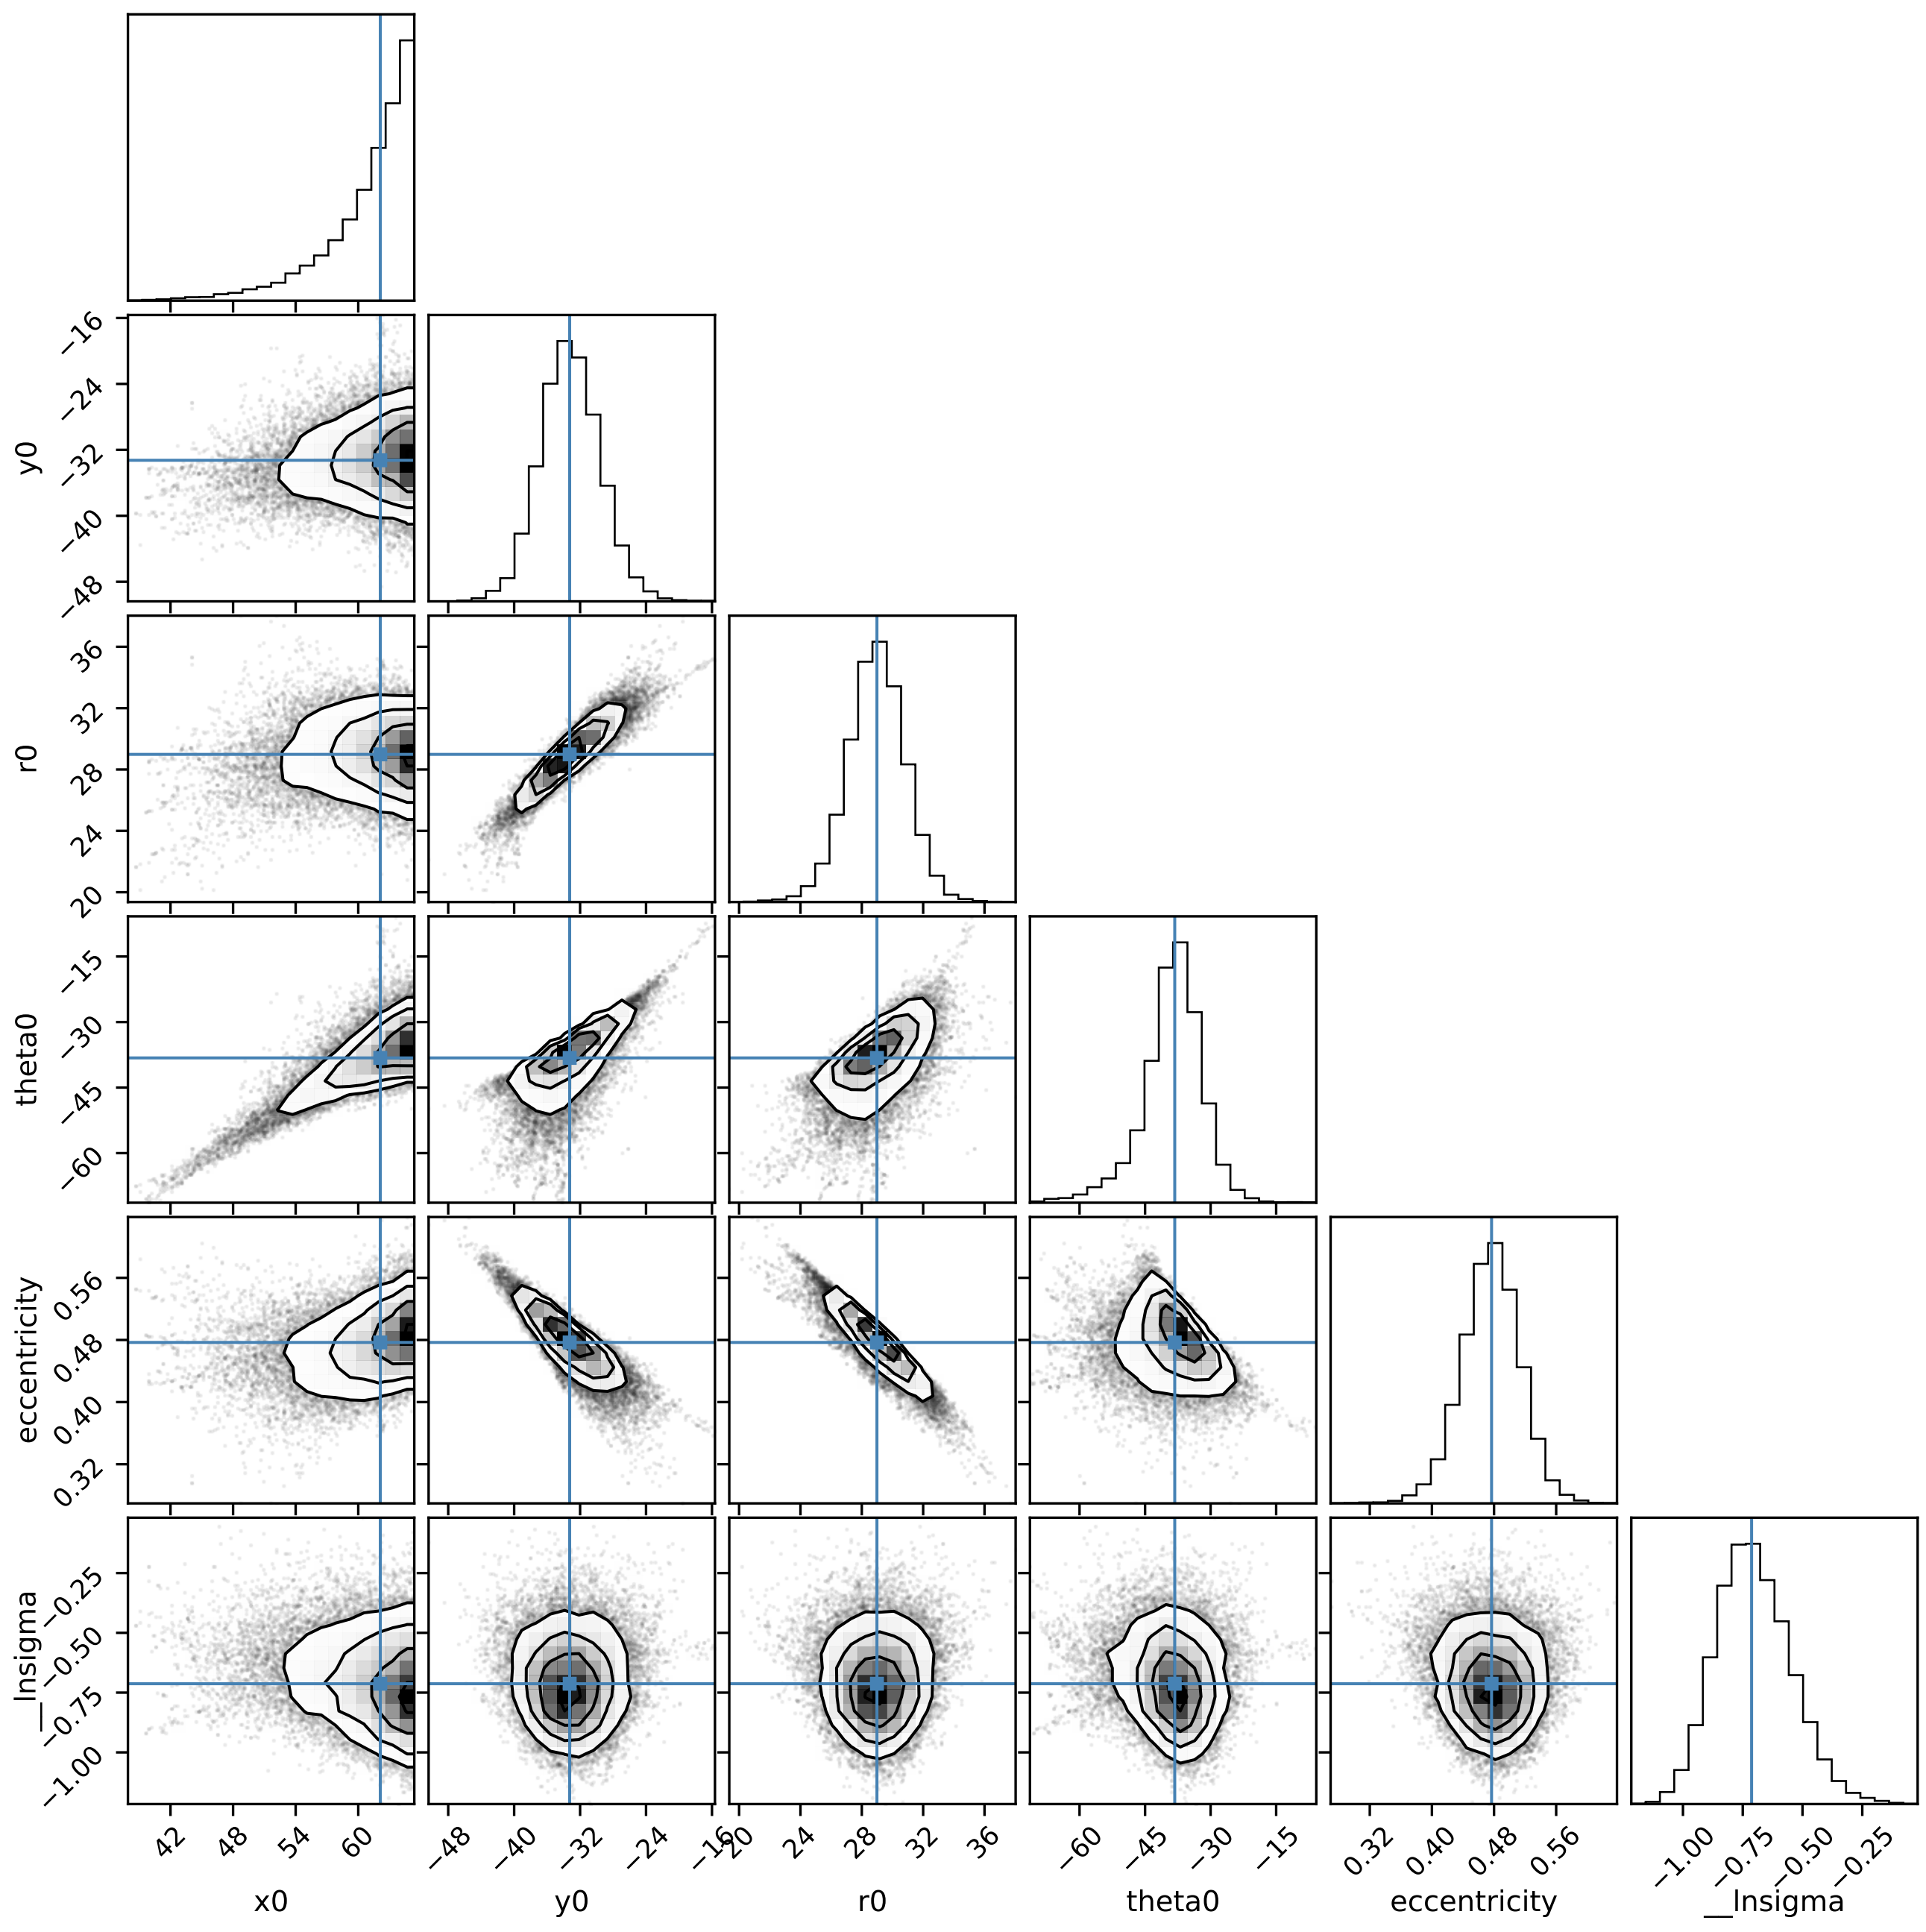 −16
−24
−32
−40
−48
y0
36
32
28
24
20
r0
−15
−30
−45
−60
theta0
0.56
0.48
0.40
0.32
eccentricity
−0.25
−0.50
−0.75
−1.00
__lnsigma
42 48 54 60
x0
−48 −40 −32 −24 −16
y0
20 24 28 32 36
r0
−60 −45 −30 −15
theta0
0.32 0.40 0.48 0.56
eccentricity
−1.00 −0.75 −0.50 −0.25
__lnsigma